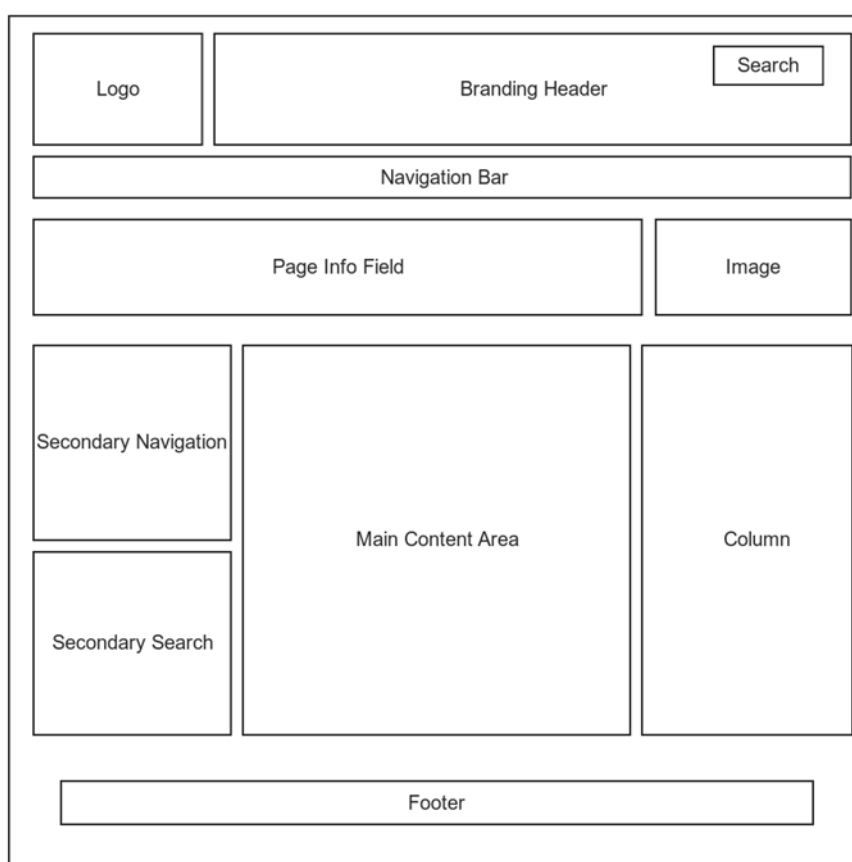 Logo
Branding Header
Search
Navigation Bar
Page Info Field
Image
Secondary Navigation
Main Content Area
Column
Secondary Search
Footer